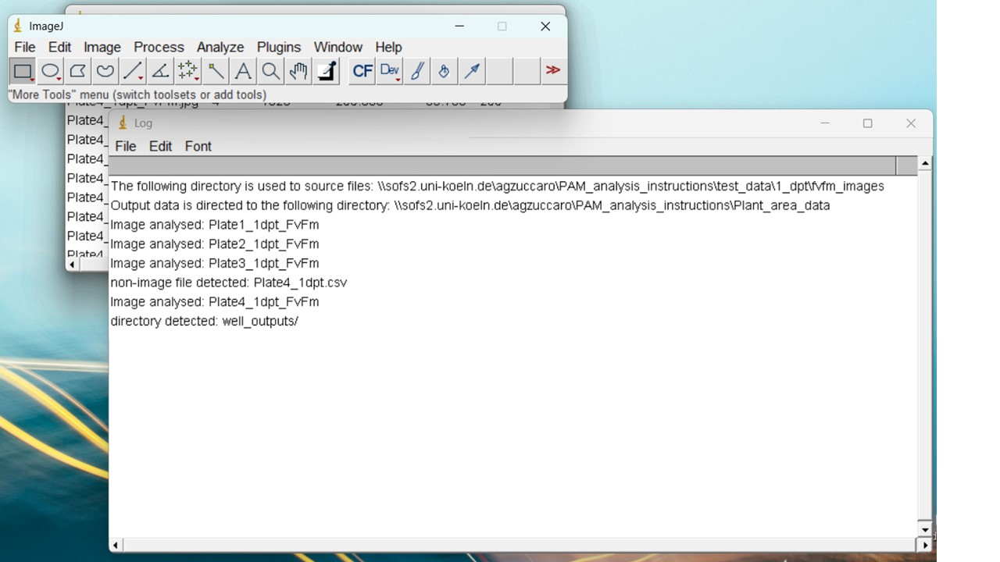 ImageJ
File Edit Image Process Analyze Plugins Window Help
CF Dev
"More Tools" menu (switch toolsets or add tools)
Plate4_
Log
Plate4_
File Edit Font
Plate4_
Plate4_
The following directory is used to source files: \\sofs2.uni-koeln.de\agzuccaro\PAM_analysis_instructions\test_data\1_dpt\fvfm_images
Plate4_
Output data is directed to the following directory: \\sofs2.uni-koeln.de\agzuccaro\PAM_analysis_instructions\Plant_area_data
Plate4_
Image analysed: Plate1_1dpt_FvFm
Plate4_
Image analysed: Plate2_1dpt_FvFm
Plate4
Image analysed: Plate3_1dpt_FvFm
non-image file detected: Plate4_1dpt.csv
Image analysed: Plate4_1dpt_FvFm
directory detected: well_outputs/